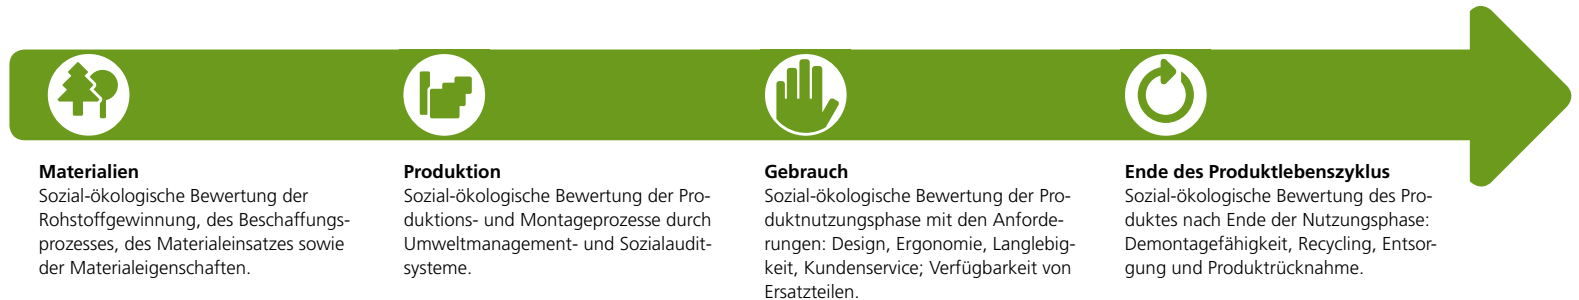 Materialien
Sozial-ökologische Bewertung der
Rohstoffgewinnung, des Beschaffungs-
prozesses, des Materialeinsatzes sowie
der Materialeigenschaften.
Produktion
Sozial-ökologische Bewertung der Pro-
duktions- und Montageprozesse durch
Umweltmanagement- und Sozialaudit-
systeme.
Gebrauch
Sozial-ökologische Bewertung der Pro-
duktnutzungsphase mit den Anforde-
rungen: Design, Ergonomie, Langlebig-
keit, Kundenservice; Verfügbarkeit von
Ersatzteilen.
Ende des Produktlebenszyklus
Sozial-ökologische Bewertung des Pro-
duktes nach Ende der Nutzungsphase:
Demontagefähigkeit, Recycling, Entsor-
gung und Produktrücknahme.